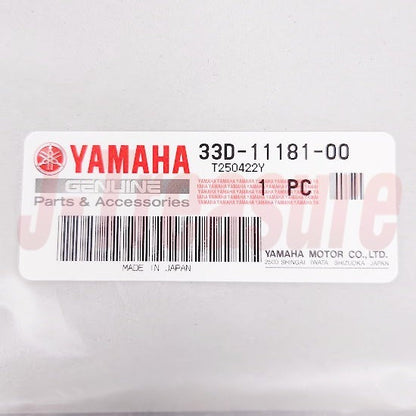 YAMAHA 33D-11181-00
T250422Y
GENUINE 1 PC
Parts & Accessories
YAMAHA MOTOR CO.,LTD.
2500 SHINGAI IWATA SHIZUOKA JAPAN
MADE IN JAPAN